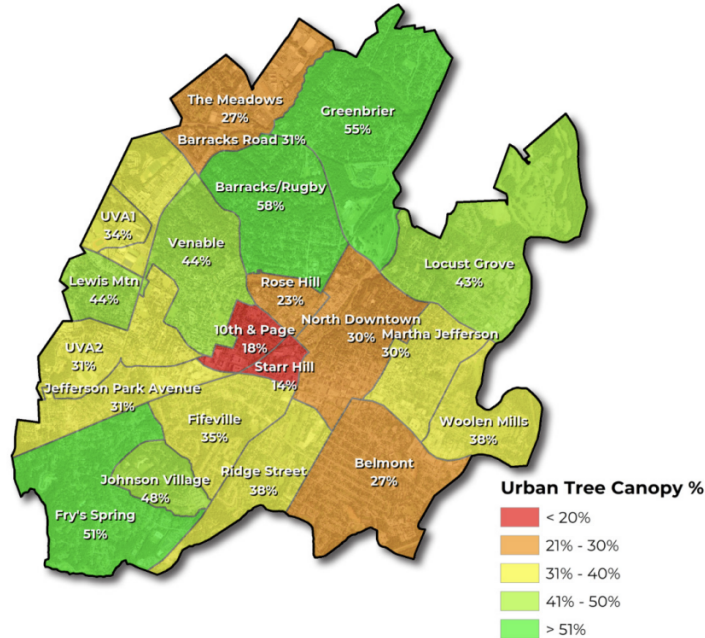 The Meadows
27%
Greenbrier
55%
Barracks Road 31%
Barracks/Rugby
58%
UVA1
34%
Venable
44%
Lewis Mtn
44%
Locust Grove
43%
Rose Hill
23%
10th & Page
18%
North Downtown
30%
Martha Jefferson
30%
UVA2
31%
Starr Hill
14%
Jefferson Park Avenue
31%
Fifeville
35%
Woolen Mills
38%
Johnson Village
48%
Ridge Street
38%
Belmont
27%
Fry's Spring
51%
Urban Tree Canopy %
< 20%
21% - 30%
31% - 40%
41% - 50%
> 51%